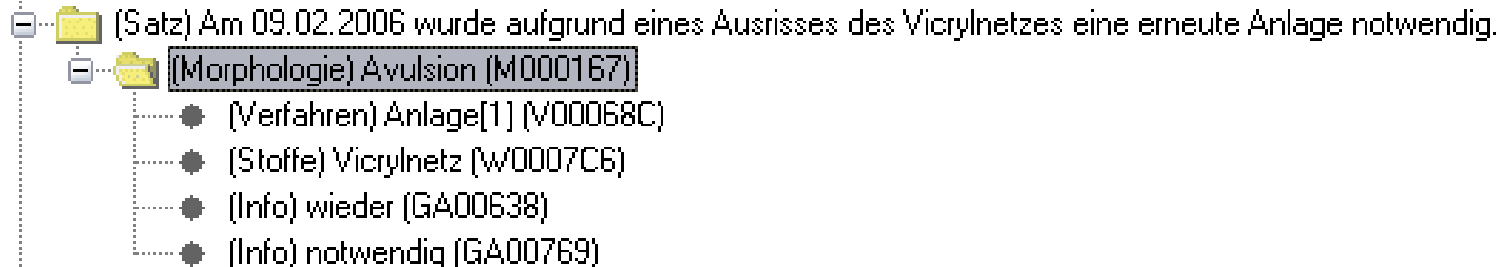 (Satz) Am 09.02.2006 wurde aufgrund eines Ausrisses des Vicrylnetzes eine erneute Anlage notwendig.
(Morphologie) Avulsion (M000167)
(Verfahren) Anlage[1] (V00068C)
(Stoffe) Vicrylnetz (W0007C6)
(Info) wieder (GA00638)
(Info) notwendig (GA00769)